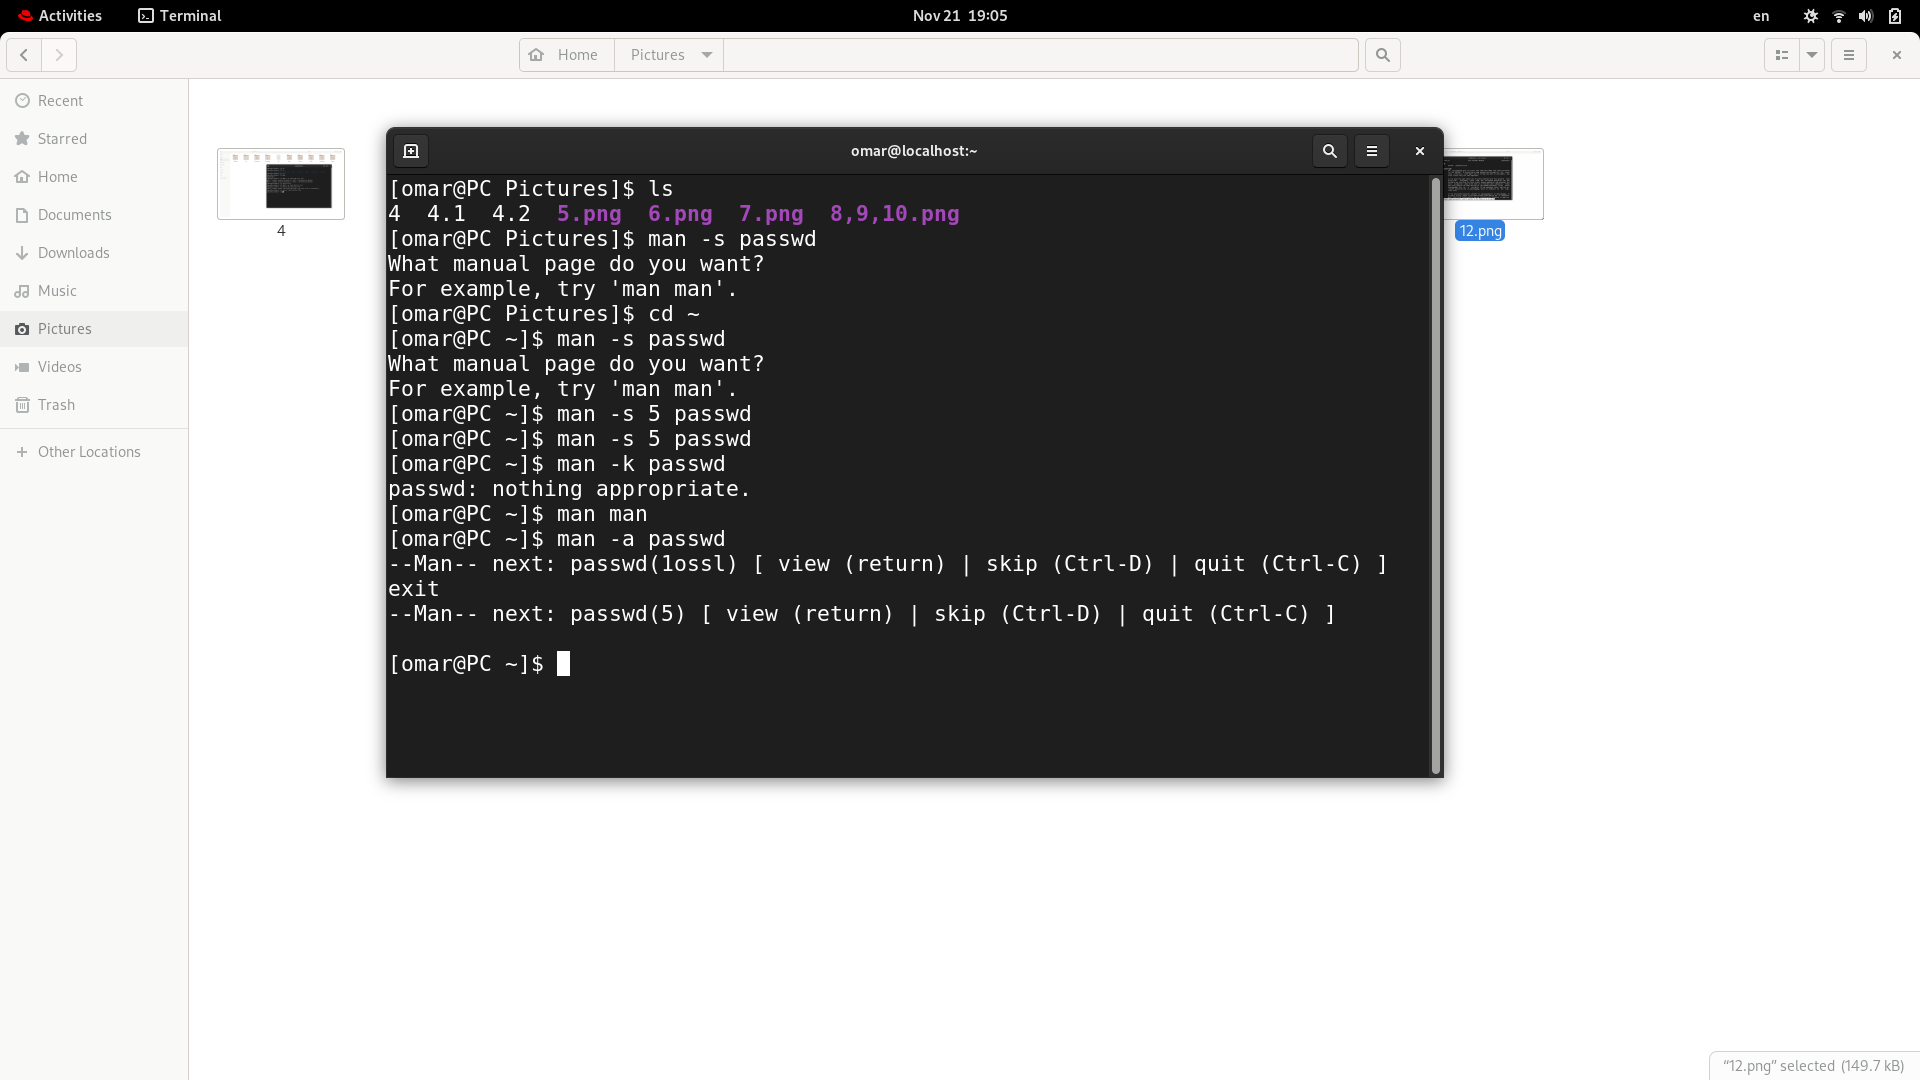 Activities
Terminal
Nov 21 19:05
en
Home
Pictures
Recent
Starred
Home
Documents
Downloads
Music
Pictures
Videos
Trash
Other Locations
4
12.png
omar@localhost:~
[omar@PC Pictures]$ ls
4 4.1 4.2 5.png 6.png 7.png 8,9,10.png
[omar@PC Pictures]$ man -s passwd
What manual page do you want?
For example, try 'man man'.
[omar@PC Pictures]$ cd ~
[omar@PC ~]$ man -s passwd
What manual page do you want?
For example, try 'man man'.
[omar@PC ~]$ man -s 5 passwd
[omar@PC ~]$ man -s 5 passwd
[omar@PC ~]$ man -k passwd
passwd: nothing appropriate.
[omar@PC ~]$ man man
[omar@PC ~]$ man -a passwd
--Man-- next: passwd(1ossl) [ view (return) | skip (Ctrl-D) | quit (Ctrl-C) ]
exit
--Man-- next: passwd(5) [ view (return) | skip (Ctrl-D) | quit (Ctrl-C) ]
[omar@PC ~]$
“12.png” selected (149.7 kB)